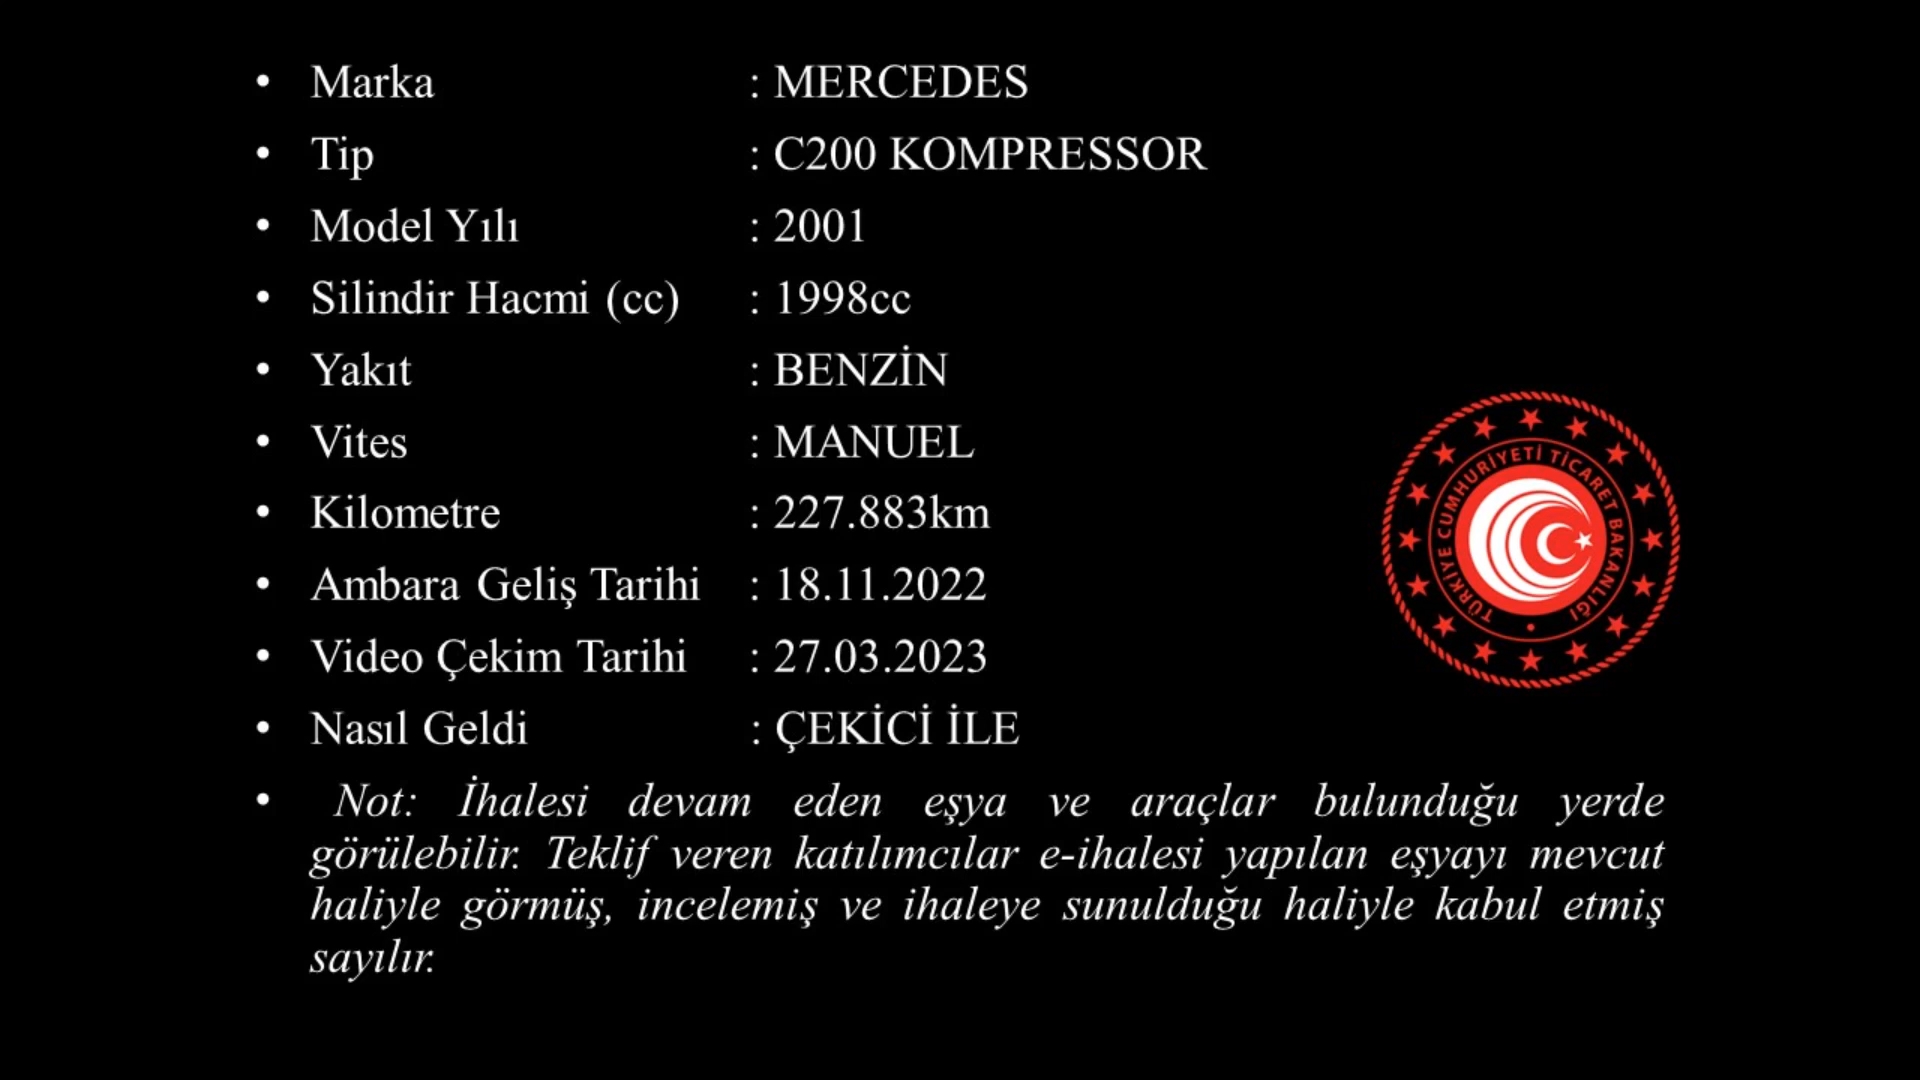 • Marka : MERCEDES
• Tip : C200 KOMPRESSOR
• Model Yılı : 2001
• Silindir Hacmi (cc) : 1998cc
• Yakıt : BENZİN
• Vites : MANUEL
• Kilometre : 227.883km
• Ambara Geliş Tarihi : 18.11.2022
• Video Çekim Tarihi : 27.03.2023
• Nasıl Geldi : ÇEKİCİ İLE
• Not: İhalesi devam eden eşya ve araçlar bulunduğu yerde
görülebilir. Teklif veren katılımcılar e-ihalesi yapılan eşyayı mevcut
haliyle görmüş, incelemiş ve ihaleye sunulduğu haliyle kabul etmiş
sayılır.
TÜRKİYE CUMHURİYETİ TİCARET BAKANLIĞI